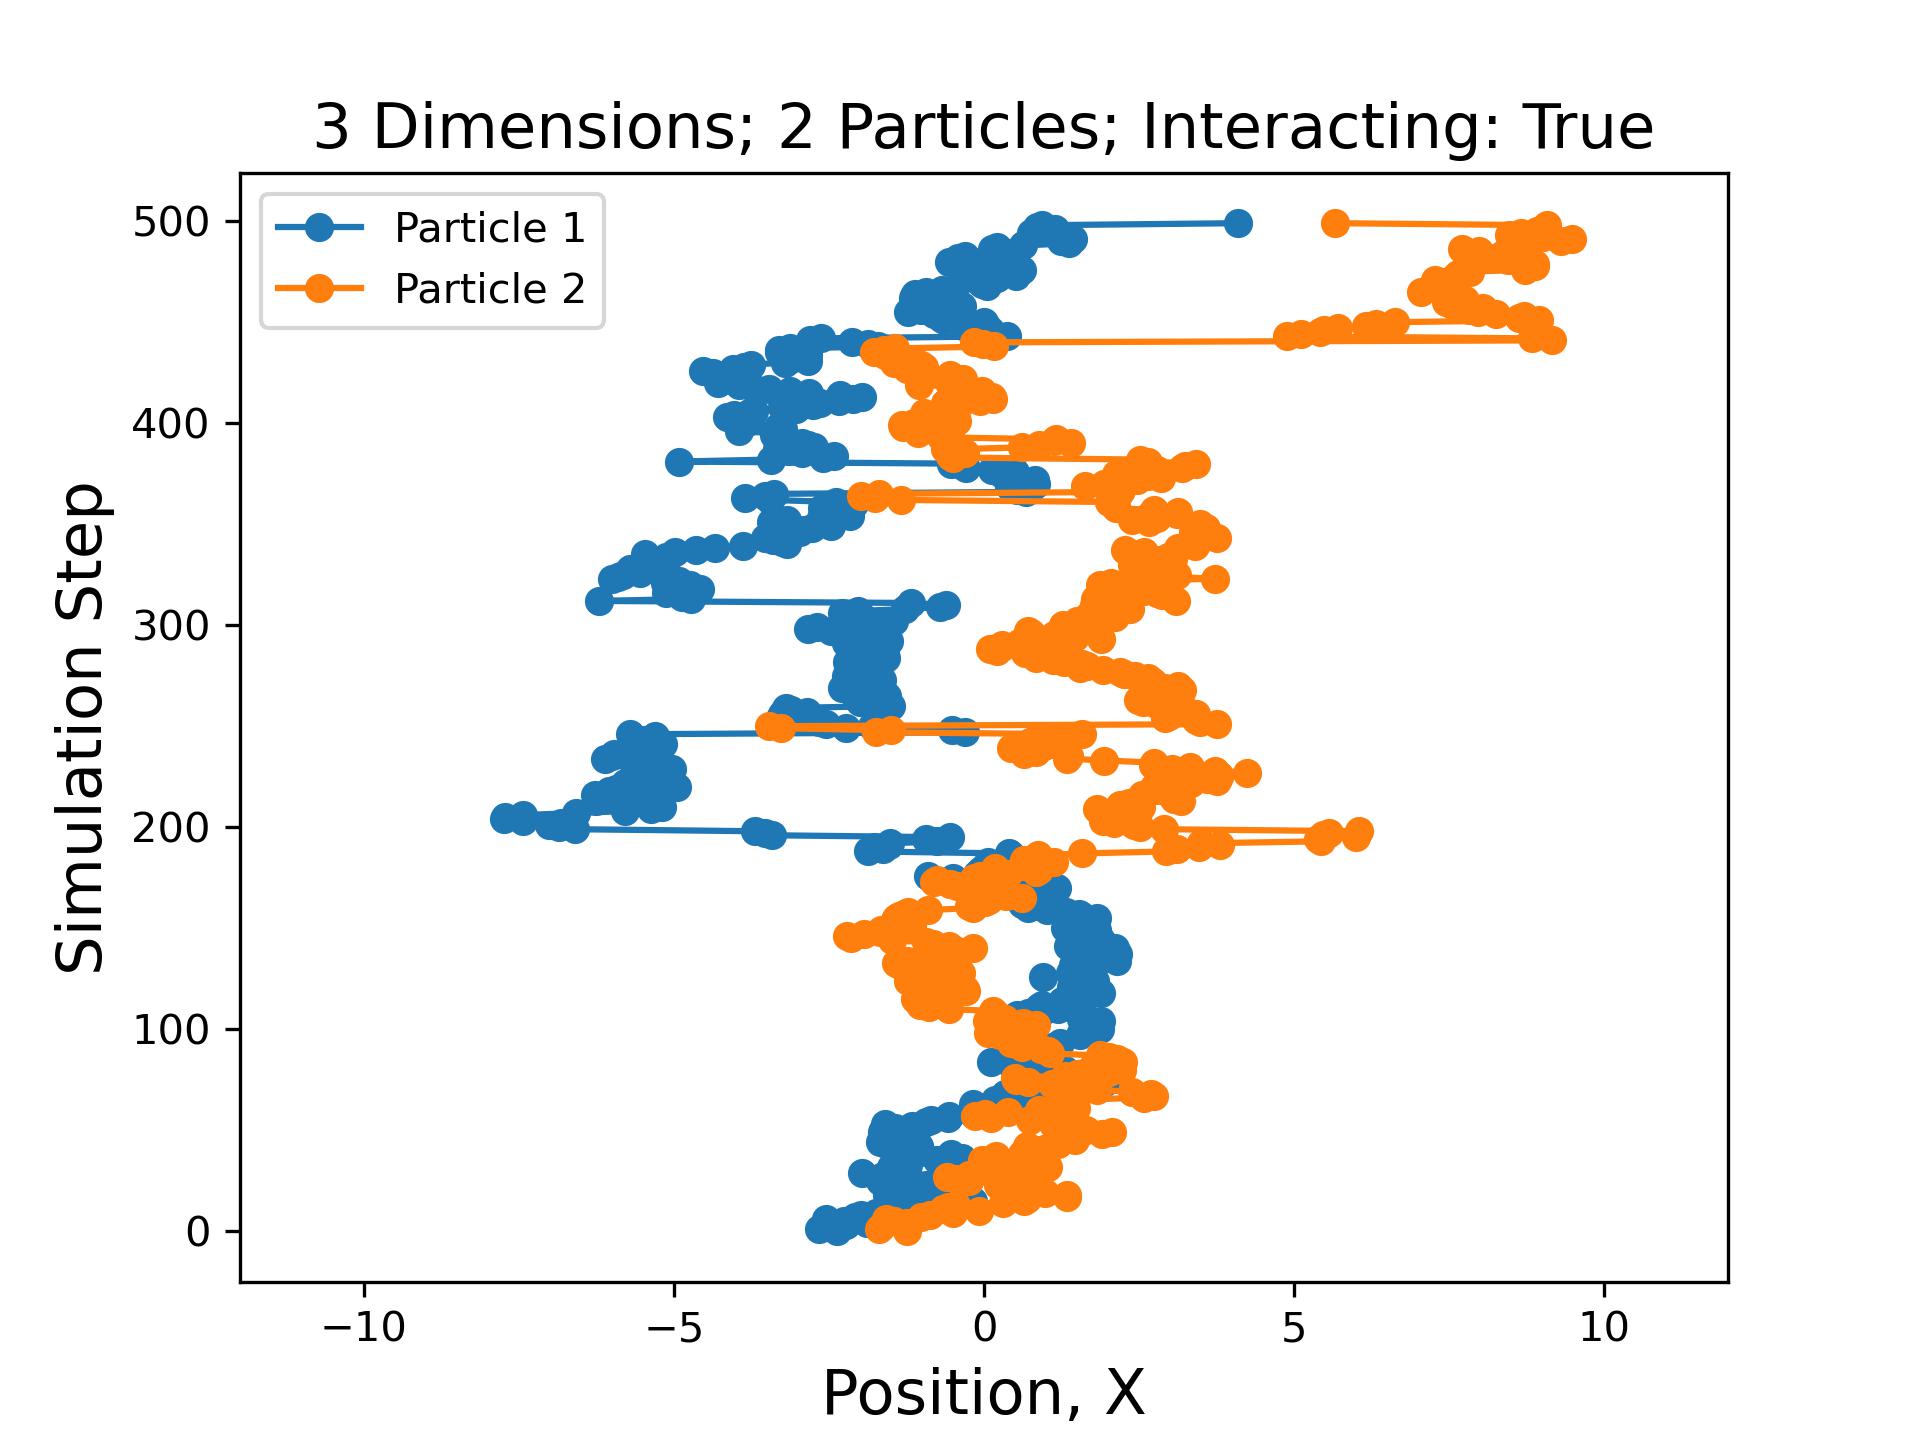 3 Dimensions; 2 Particles; Interacting: True
Particle 1
Particle 2
500
400
300
200
100
0
Simulation Step
−10
−5
0
5
10
Position, X